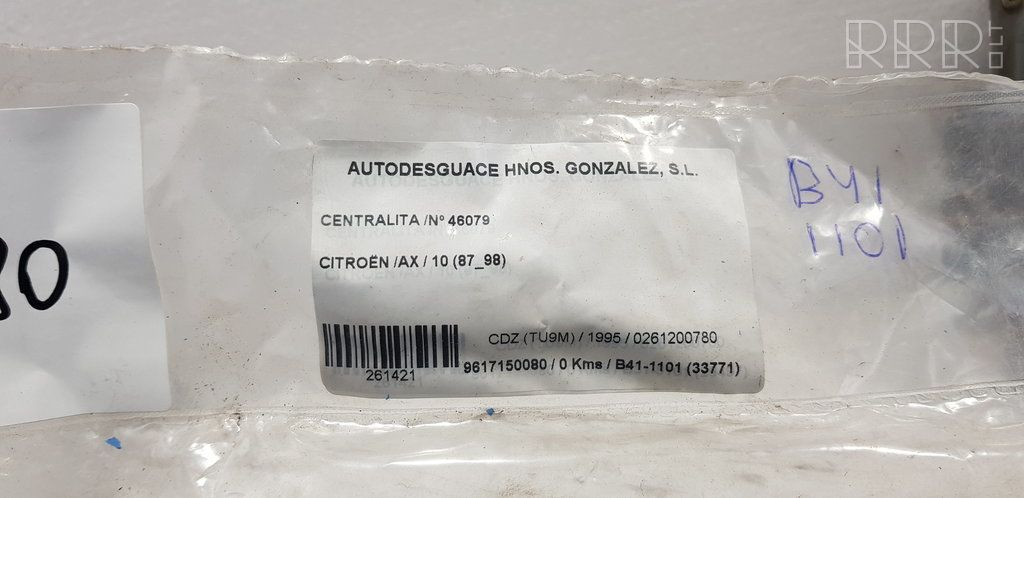 RRR.LT
AUTODESGUACE HNOS. GONZALEZ, S.L.
CENTRALITA /Nº 46079
CITROËN /AX / 10 (87_98)
CDZ (TU9M) / 1995 / 0261200780
9617150080 / 0 Kms / B41-1101 (33771)
261421
B41
1101